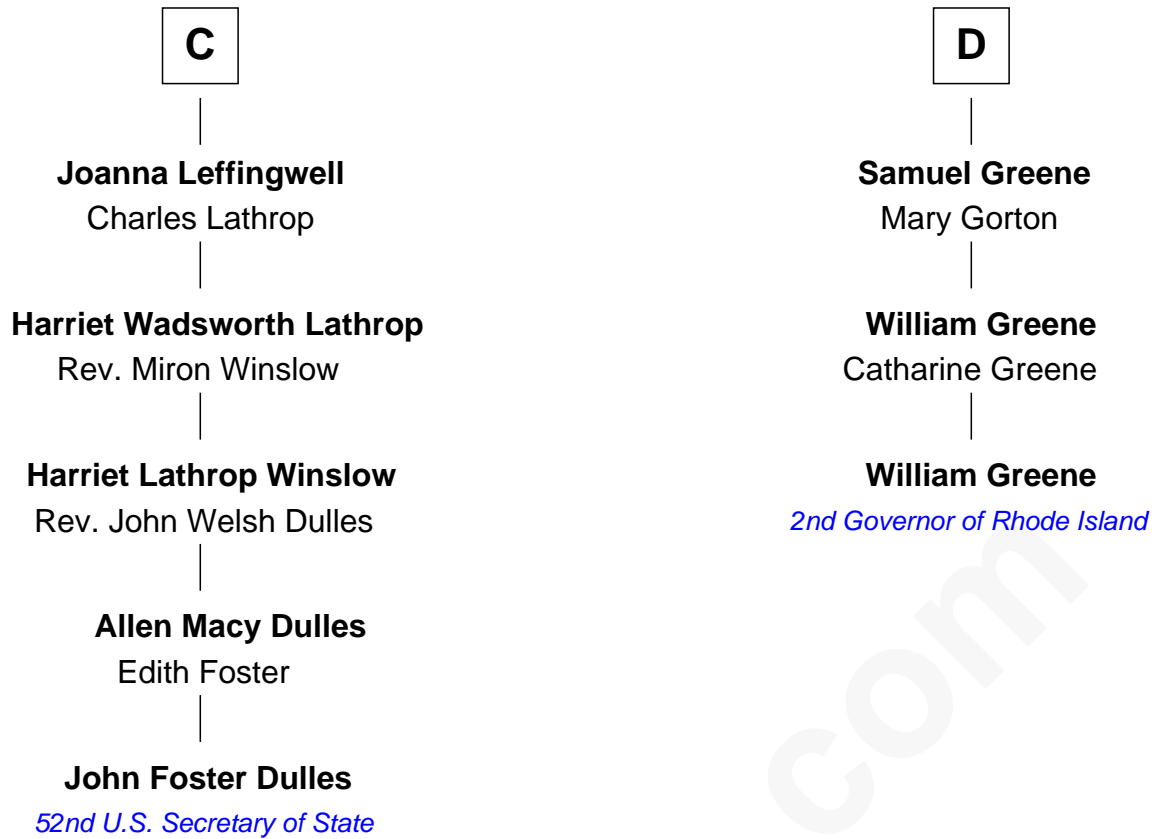 C
Joanna Leffingwell
Charles Lathrop
Harriet Wadsworth Lathrop
Rev. Miron Winslow
Harriet Lathrop Winslow
Rev. John Welsh Dulles
Allen Macy Dulles
Edith Foster
John Foster Dulles
52nd U.S. Secretary of State
D
Samuel Greene
Mary Gorton
William Greene
Catharine Greene
William Greene
2nd Governor of Rhode Island
com